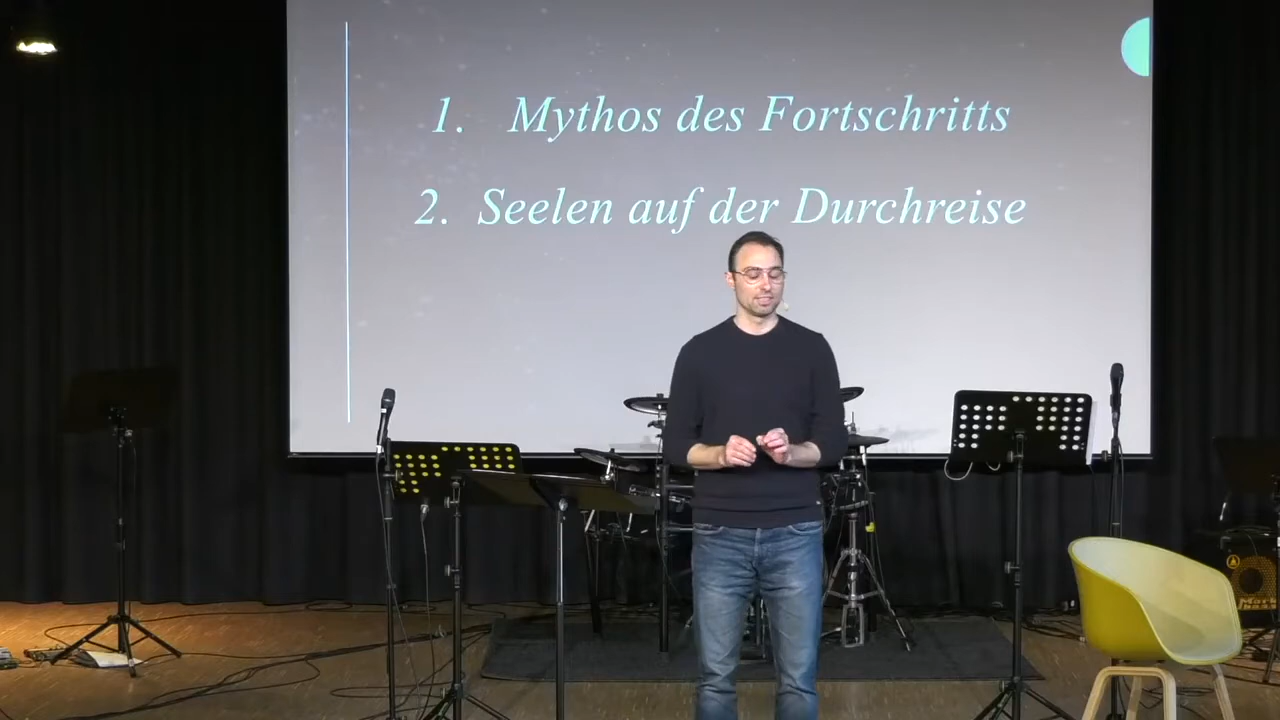 1. Mythos des Fortschritts
2. Seelen auf der Durchreise